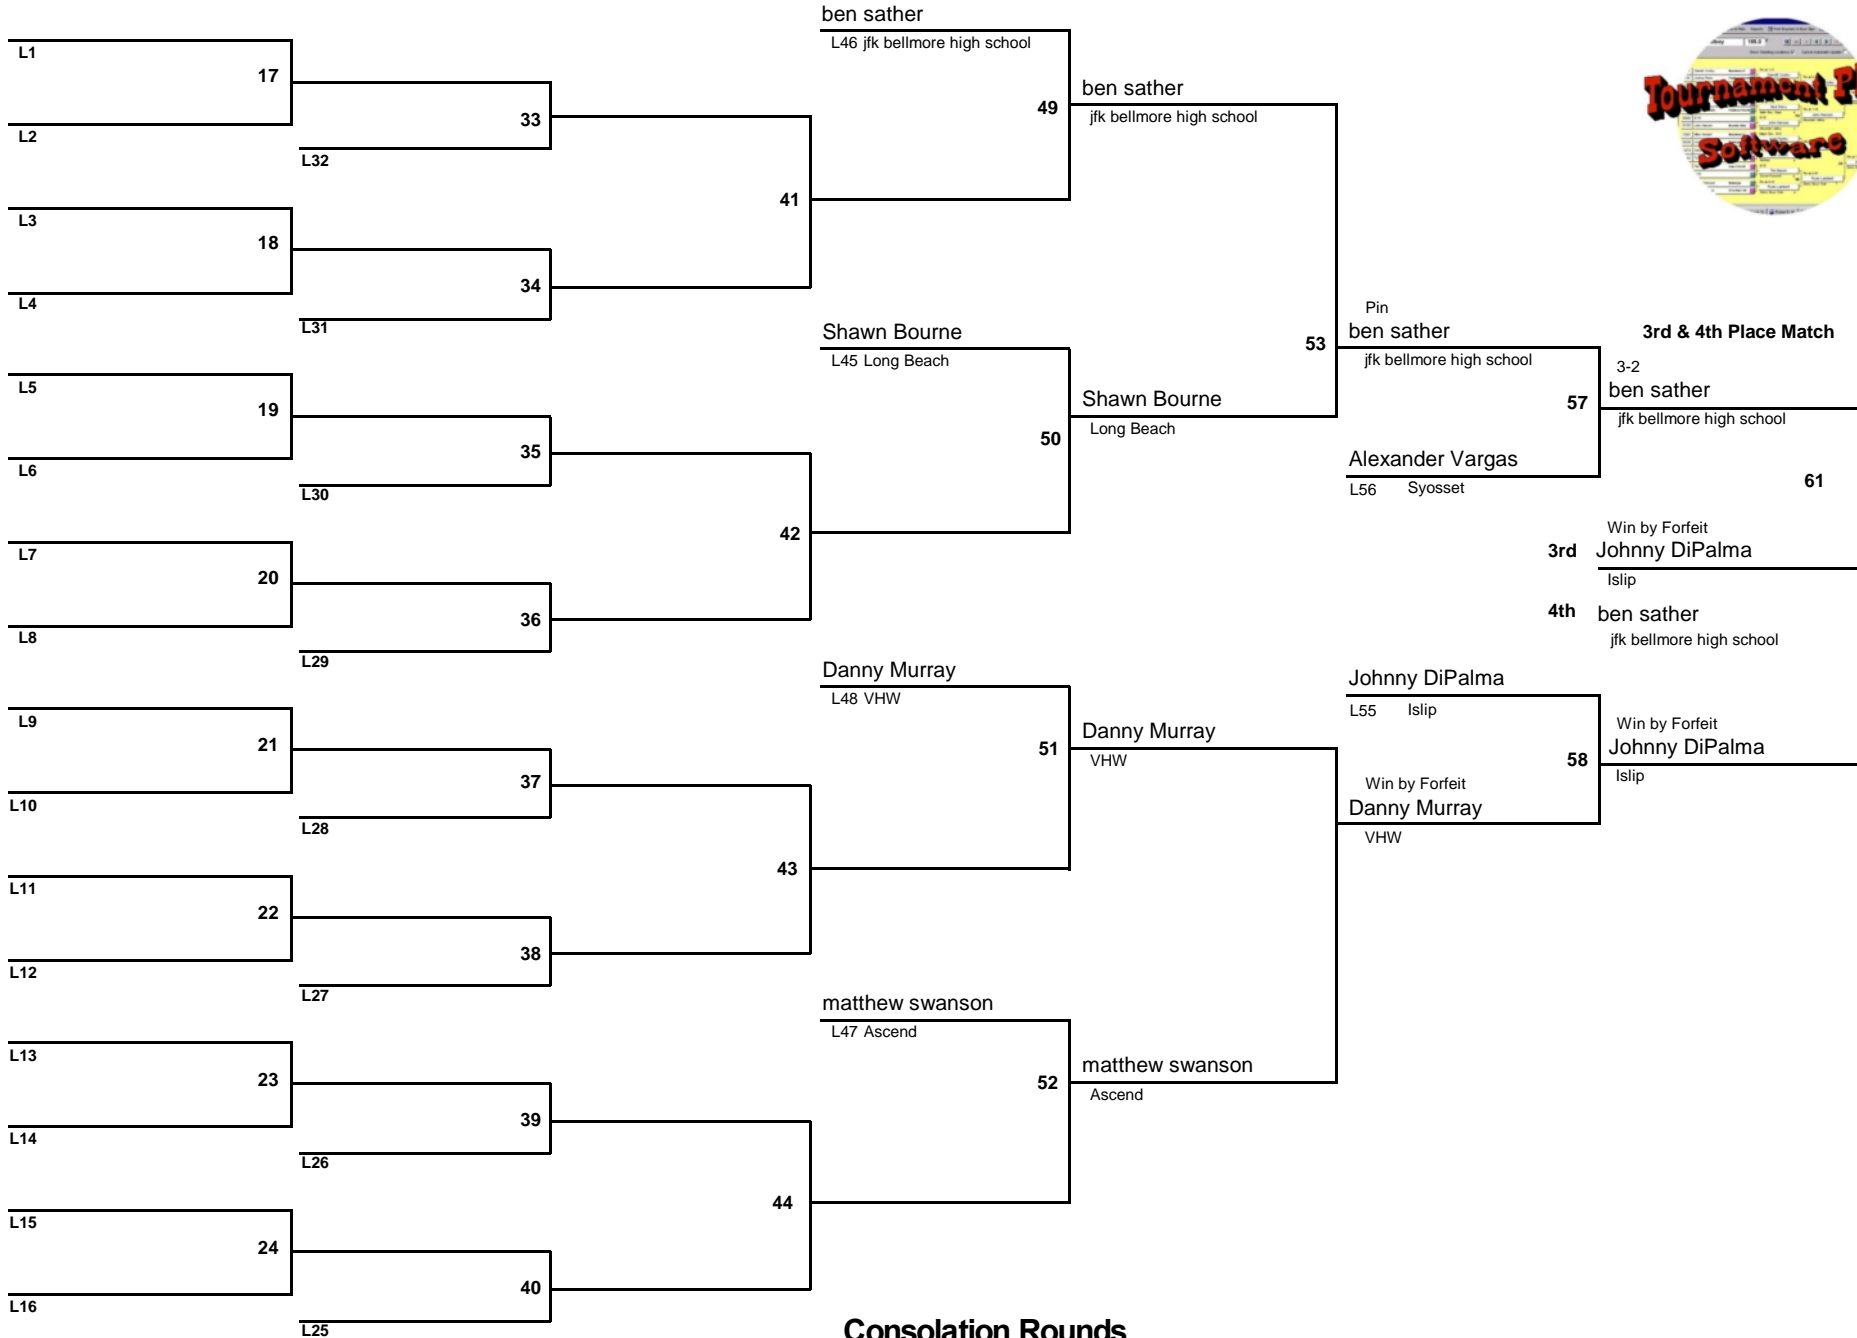 L1
17
L2
33
L32
L3
18
L4
34
L31
41
L5
19
L6
35
L30
L7
20
L8
36
L29
42
L9
21
L10
37
L28
L11
22
L12
38
L27
43
L13
23
L14
39
L26
L15
24
L16
40
L25
44
ben sather
L46 jfk bellmore high school
49
Shawn Bourne
L45 Long Beach
50
Danny Murray
L48 VHW
51
matthew swanson
L47 Ascend
52
ben sather
jfk bellmore high school
Shawn Bourne
Long Beach
53
Danny Murray
VHW
matthew swanson
Ascend
Pin
ben sather
jfk bellmore high school
57
Alexander Vargas
L56 Syosset
Johnny DiPalma
L55 Islip
58
Win by Forfeit
Danny Murray
VHW
Tournament
Software
3rd & 4th Place Match
3-2
ben sather
jfk bellmore high school
61
Win by Forfeit
3rd Johnny DiPalma
Islip
4th ben sather
jfk bellmore high school
Win by Forfeit
Johnny DiPalma
Islip
Consolation Rounds